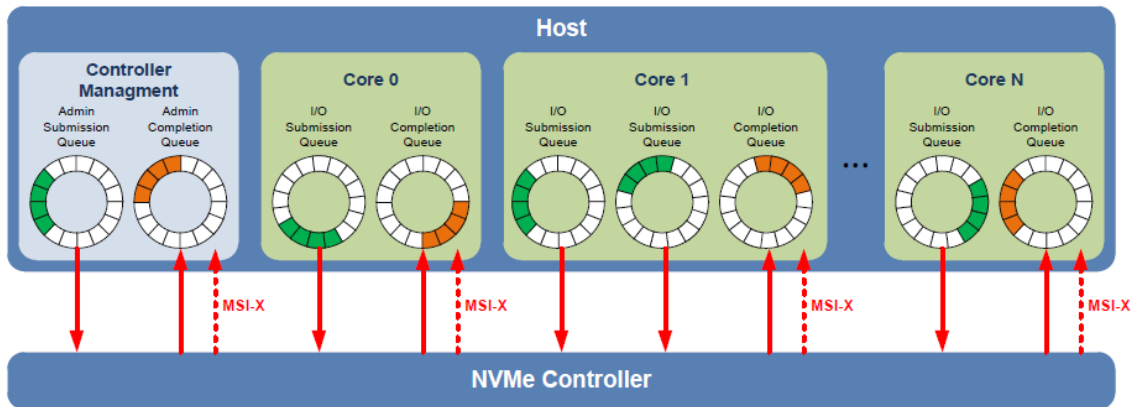 Host
Controller
Managment
Admin
Submission
Queue
Admin
Completion
Queue
Core 0
I/O
Submission
Queue
I/O
Completion
Queue
Core 1
I/O
Submission
Queue
I/O
Submission
Queue
I/O
Completion
Queue
...
Core N
I/O
Submission
Queue
I/O
Completion
Queue
MSI-X
MSI-X
MSI-X
MSI-X
NVMe Controller